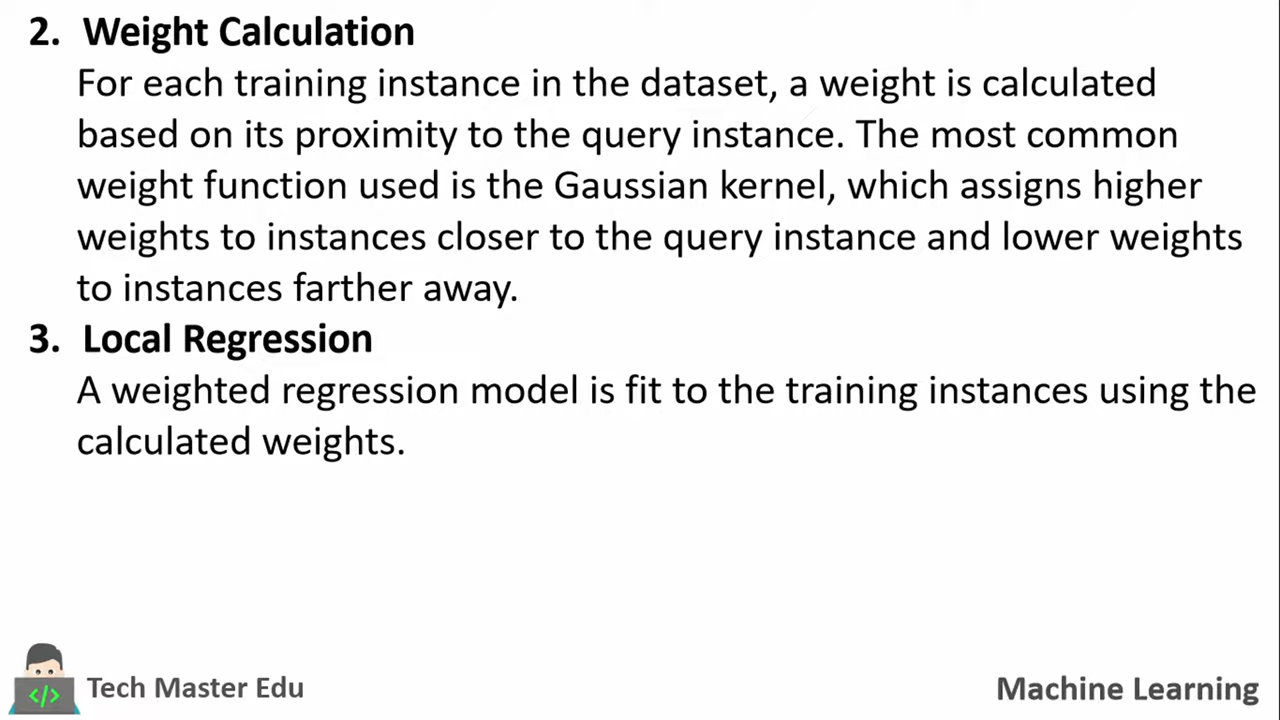 2. Weight Calculation
For each training instance in the dataset, a weight is calculated
based on its proximity to the query instance. The most common
weight function used is the Gaussian kernel, which assigns higher
weights to instances closer to the query instance and lower weights
to instances farther away.
3. Local Regression
A weighted regression model is fit to the training instances using the
calculated weights.
</>
Tech Master Edu
Machine Learning